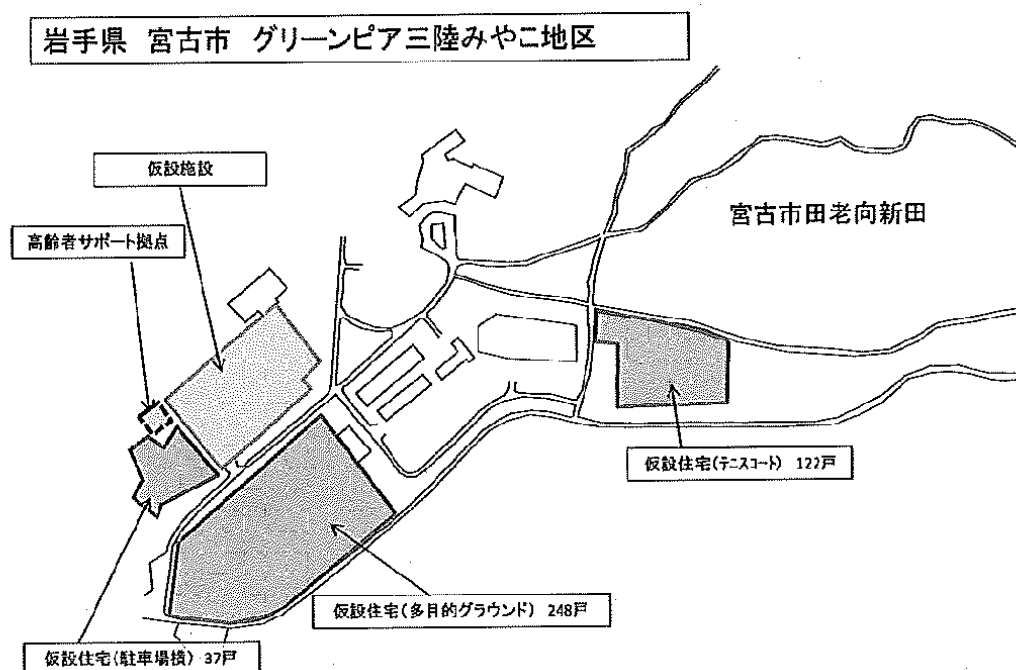 岩手県 宮古市 グリーンピア三陸みやこ地区
仮設施設
高齢者サポート拠点
宮古市田老向新田
仮設住宅(テニスコート) 122戸
仮設住宅(多目的グラウンド) 248戸
仮設住宅(駐車場横) 37戸